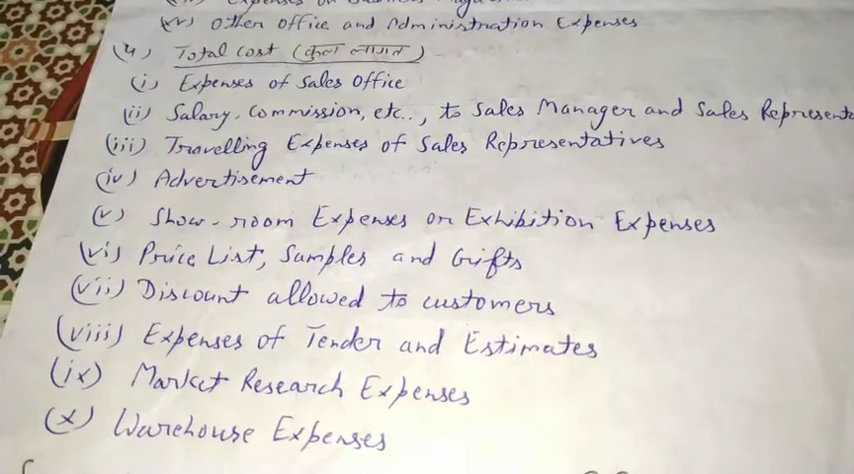 (xv) Other Office and Administration Expenses
(4) Total Cost (कुल लागत)
(i) Expenses of Sales Office
(ii) Salary, Commission, etc.., to Sales Manager and Sales
(iii) Travelling Expenses of Sales Representatives
(iv) Advertisement
(v) Show-room Expenses or Exhibition Expenses
(vi) Price List, Samples and Gifts
(vii) Discount allowed to customers
(viii) Expenses of Tender and Estimates
(ix) Market Research Expenses
(x) Warehouse Expenses